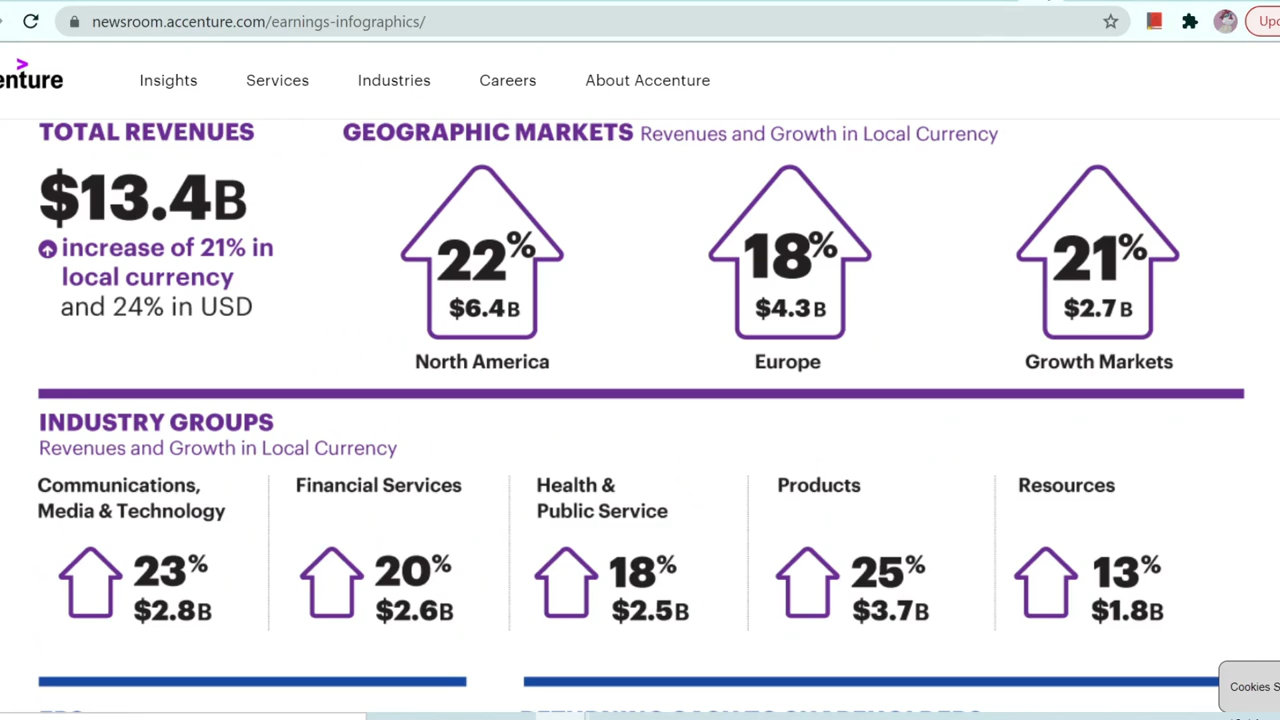 newsroom.accenture.com/earnings-infographics/
enture
Insights
Services
Industries
Careers
About Accenture
TOTAL REVENUES
$13.4B
increase of 21% in
local currency
and 24% in USD
GEOGRAPHIC MARKETS Revenues and Growth in Local Currency
22%
$6.4 B
North America
18%
$4.3 B
Europe
21%
$2.7 B
Growth Markets
INDUSTRY GROUPS
Revenues and Growth in Local Currency
Communications,
Media & Technology
23%
$2.8B
Financial Services
20%
$2.6B
Health &
Public Service
18%
$2.5B
Products
25%
$3.7B
Resources
13%
$1.8B
Cookies S